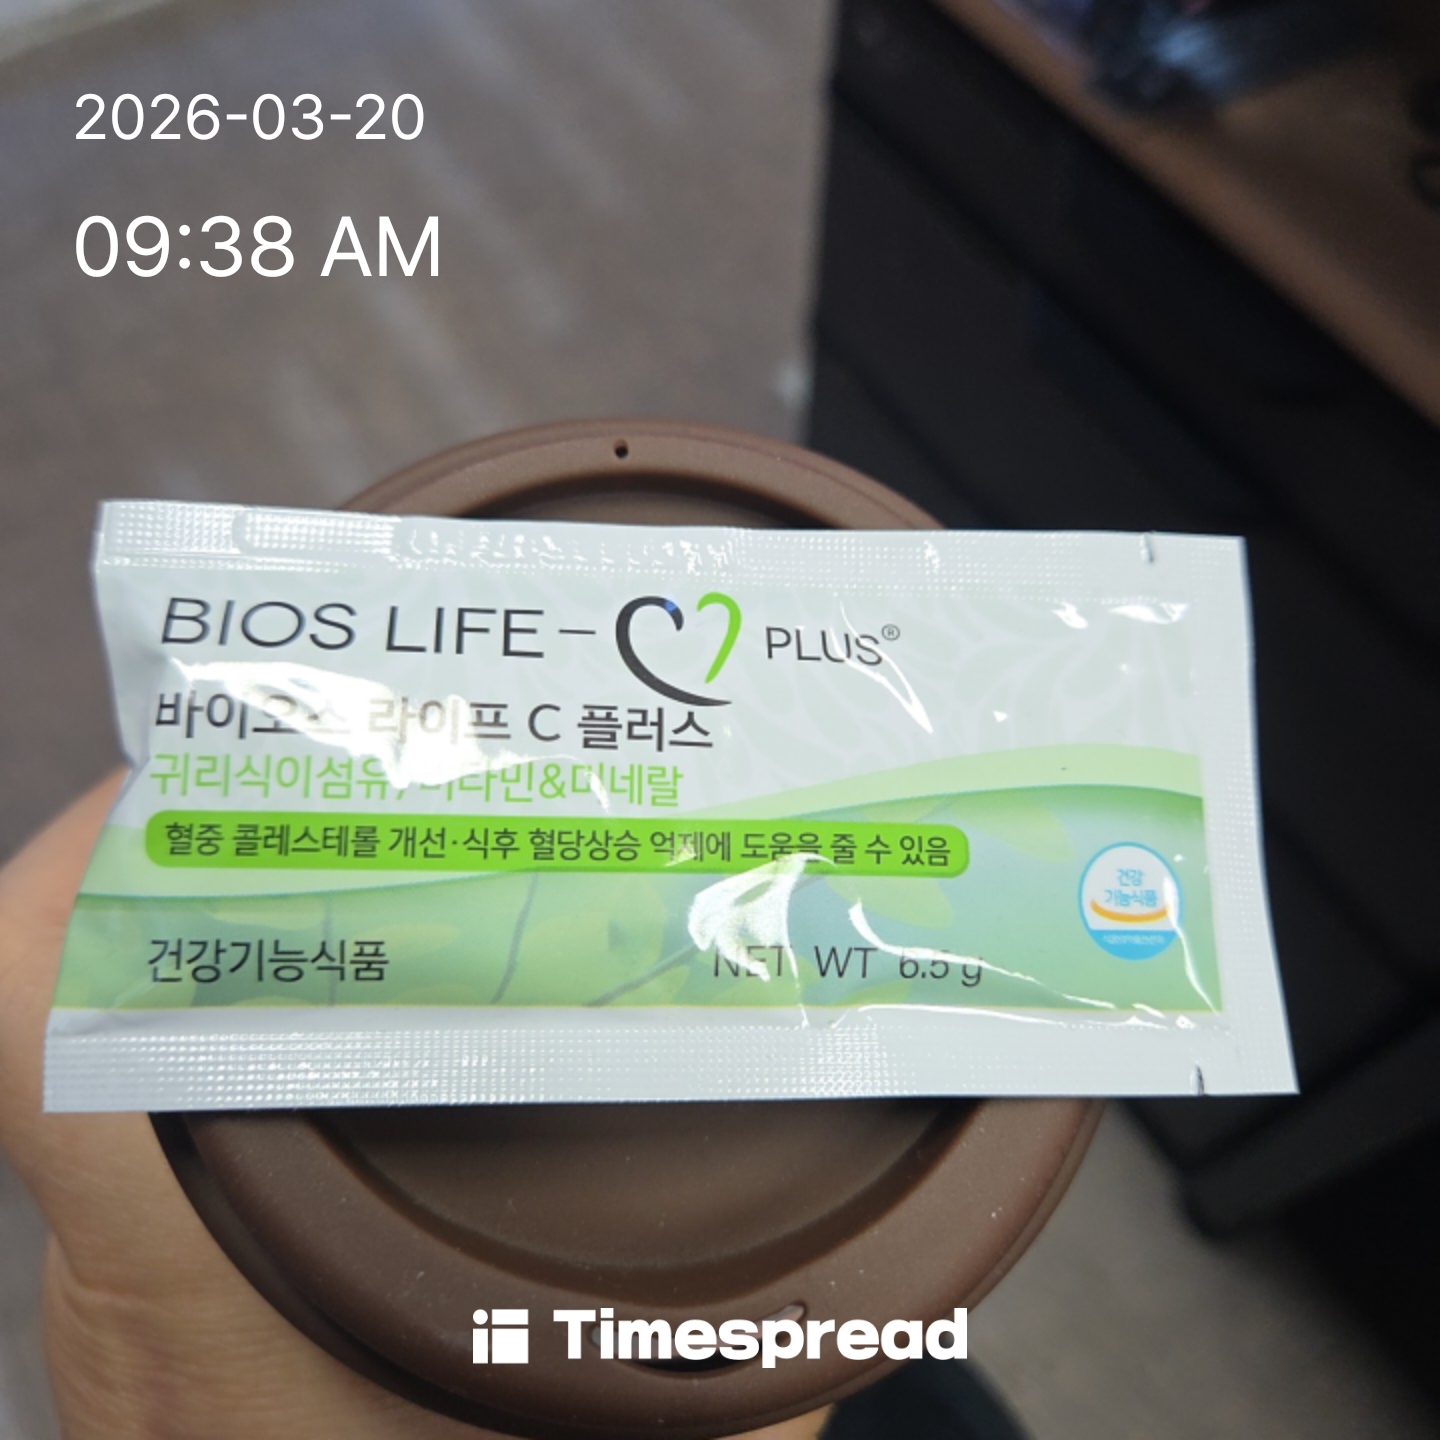 2026-03-20
09:38 AM
BIOS LIFE - C PLUS®
바이오스 라이프 C 플러스
귀리식이섬유/비타민&미네랄
혈중 콜레스테롤 개선·식후 혈당상승 억제에 도움을 줄 수 있음
건강
기능식품
건강기능식품
NET WT 6.5 g
Timespread